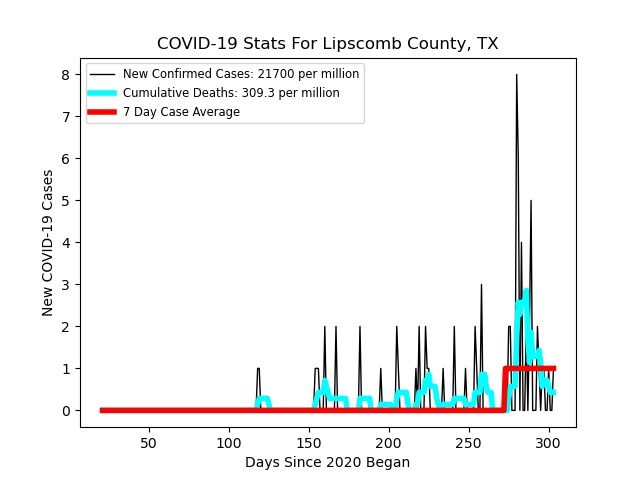 COVID-19 Stats For Lipscomb County, TX
New Confirmed Cases: 21700 per million
Cumulative Deaths: 309.3 per million
7 Day Case Average
New COVID-19 Cases
8
7
6
5
4
3
2
1
0
50 100 150 200 250 300
Days Since 2020 Began